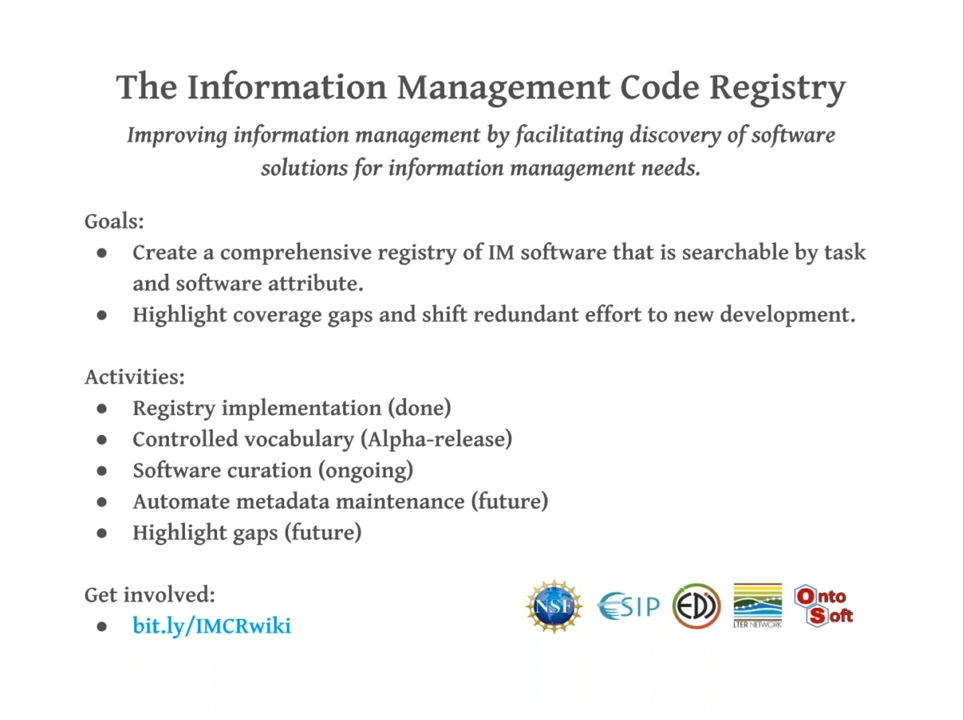 The Information Management Code Registry
Improving information management by facilitating discovery of software
solutions for information management needs.
Goals:
● Create a comprehensive registry of IM software that is searchable by task
and software attribute.
● Highlight coverage gaps and shift redundant effort to new development.
Activities:
● Registry implementation (done)
● Controlled vocabulary (Alpha-release)
● Software curation (ongoing)
● Automate metadata maintenance (future)
● Highlight gaps (future)
Get involved:
● bit.ly/IMCRwiki
NSF
ESIP
EDI
LTER NETWORK
Onto
Soft